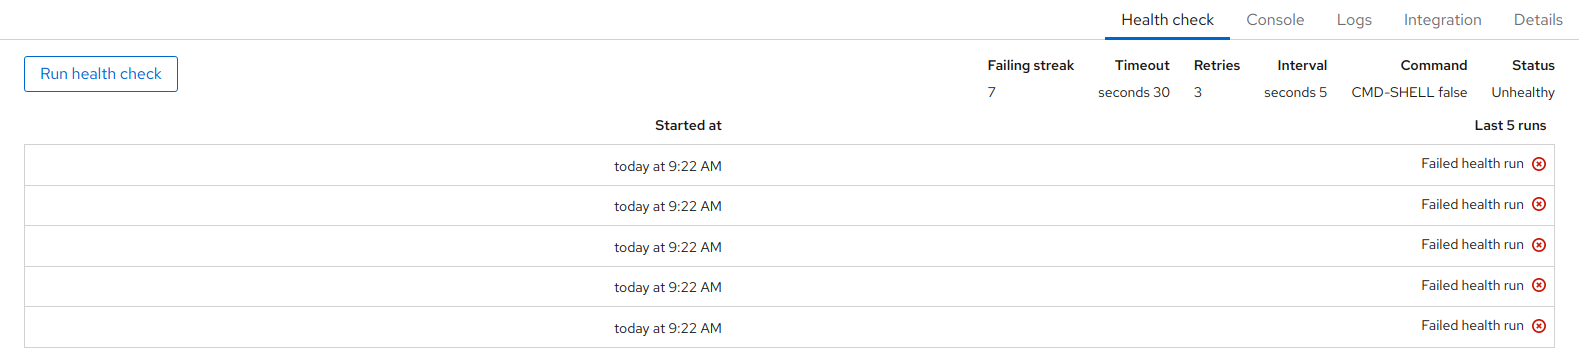 Health check Console Logs Integration Details
Run health check
Failing streak Timeout Retries Interval Command Status
7 seconds 30 3 seconds 5 CMD-SHELL false Unhealthy
Started at Last 5 runs
today at 9:22 AM Failed health run
today at 9:22 AM Failed health run
today at 9:22 AM Failed health run
today at 9:22 AM Failed health run
today at 9:22 AM Failed health run